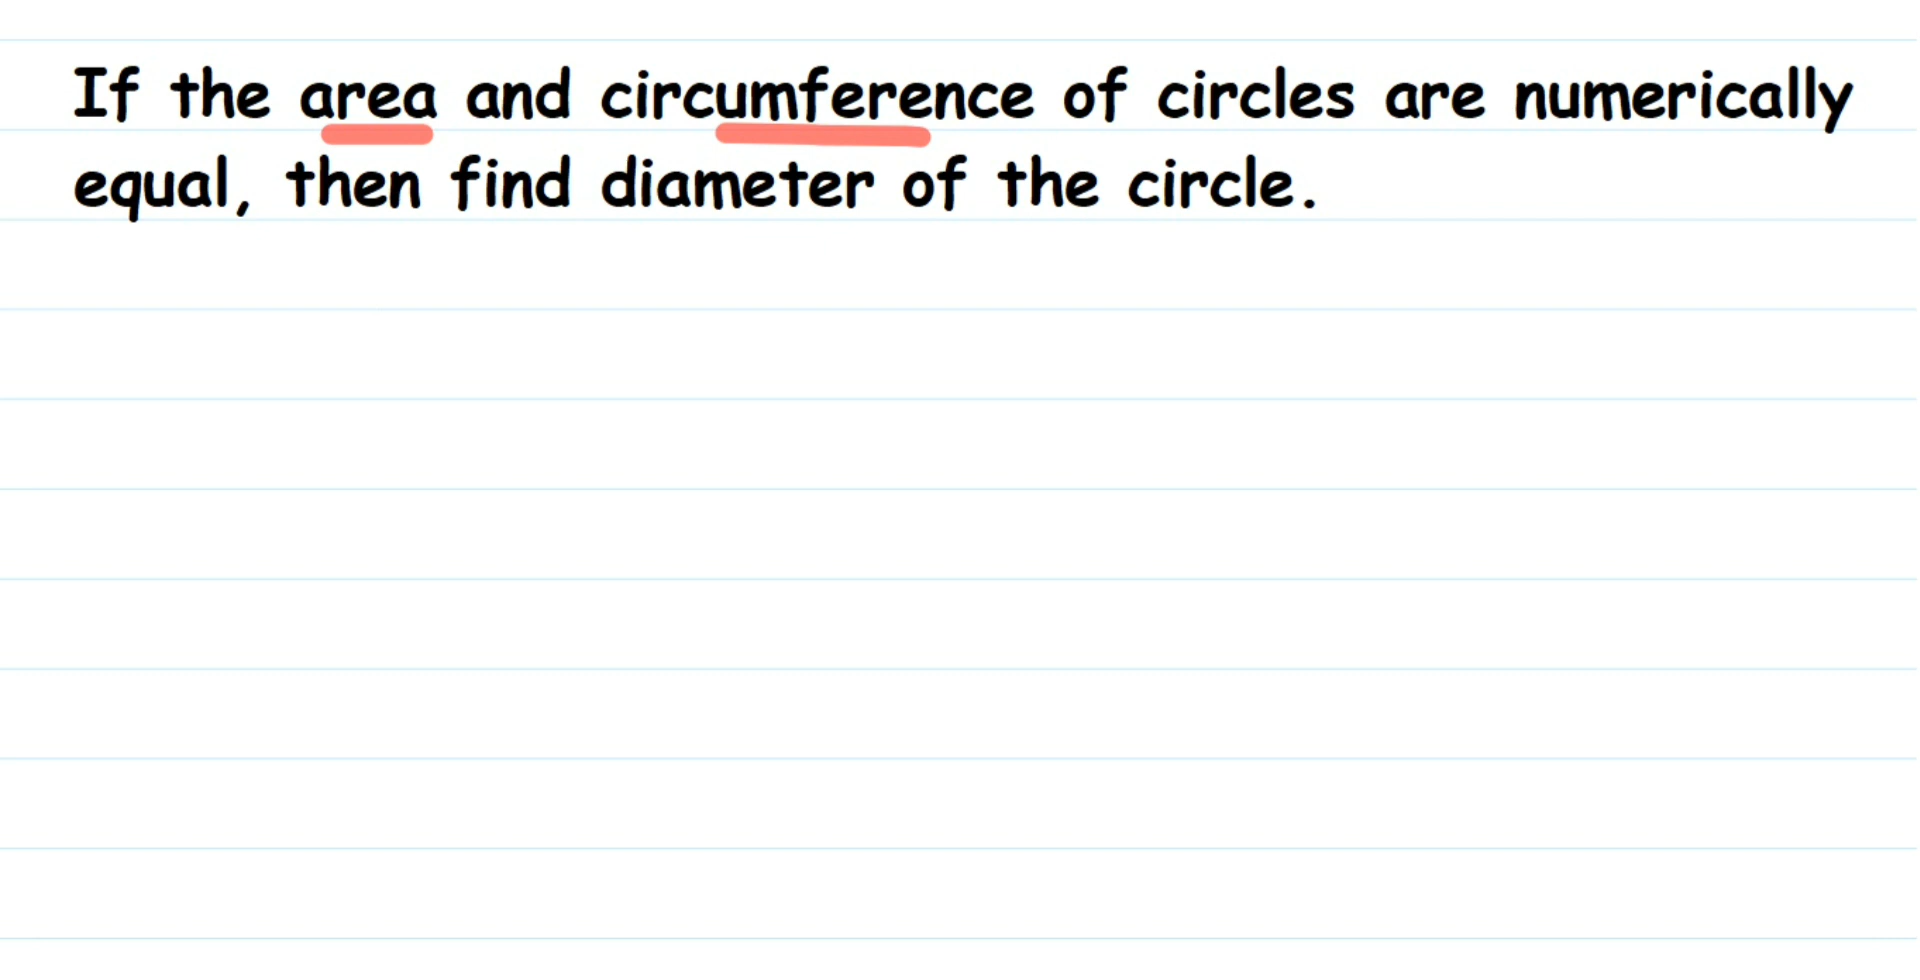 If the area and circumference of circles are numerically
equal, then find diameter of the circle.